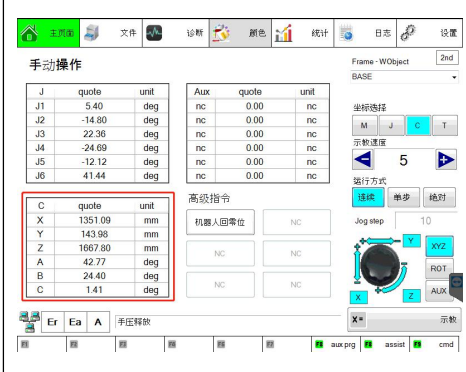 主页面 文件 诊断 颜色 统计 日志 设置
手动操作
Frame - WObject 2nd
BASE
J quote unit
J1 5.40 deg
J2 -14.80 deg
J3 22.36 deg
J4 -24.69 deg
J5 -12.12 deg
J6 41.44 deg
Aux quote unit
nc 0.00 nc
nc 0.00 nc
nc 0.00 nc
nc 0.00 nc
nc 0.00 nc
nc 0.00 nc
坐标选择
M J C T
示教速度
5
运行方式
连续 单步 绝对
Jog step 10
C quote unit
X 1351.09 mm
Y 143.98 mm
Z 1667.80 mm
A 42.77 deg
B 24.40 deg
C 1.41 deg
高级指令
机器人回零位 NC
NC NC
NC NC
Y XYZ
ROT
X Z AUX
Er Ea A 手压释放
X= 示教
F1 F2 F3 F5 F6 F7 F8 aux prg F8 assist F9 cmd